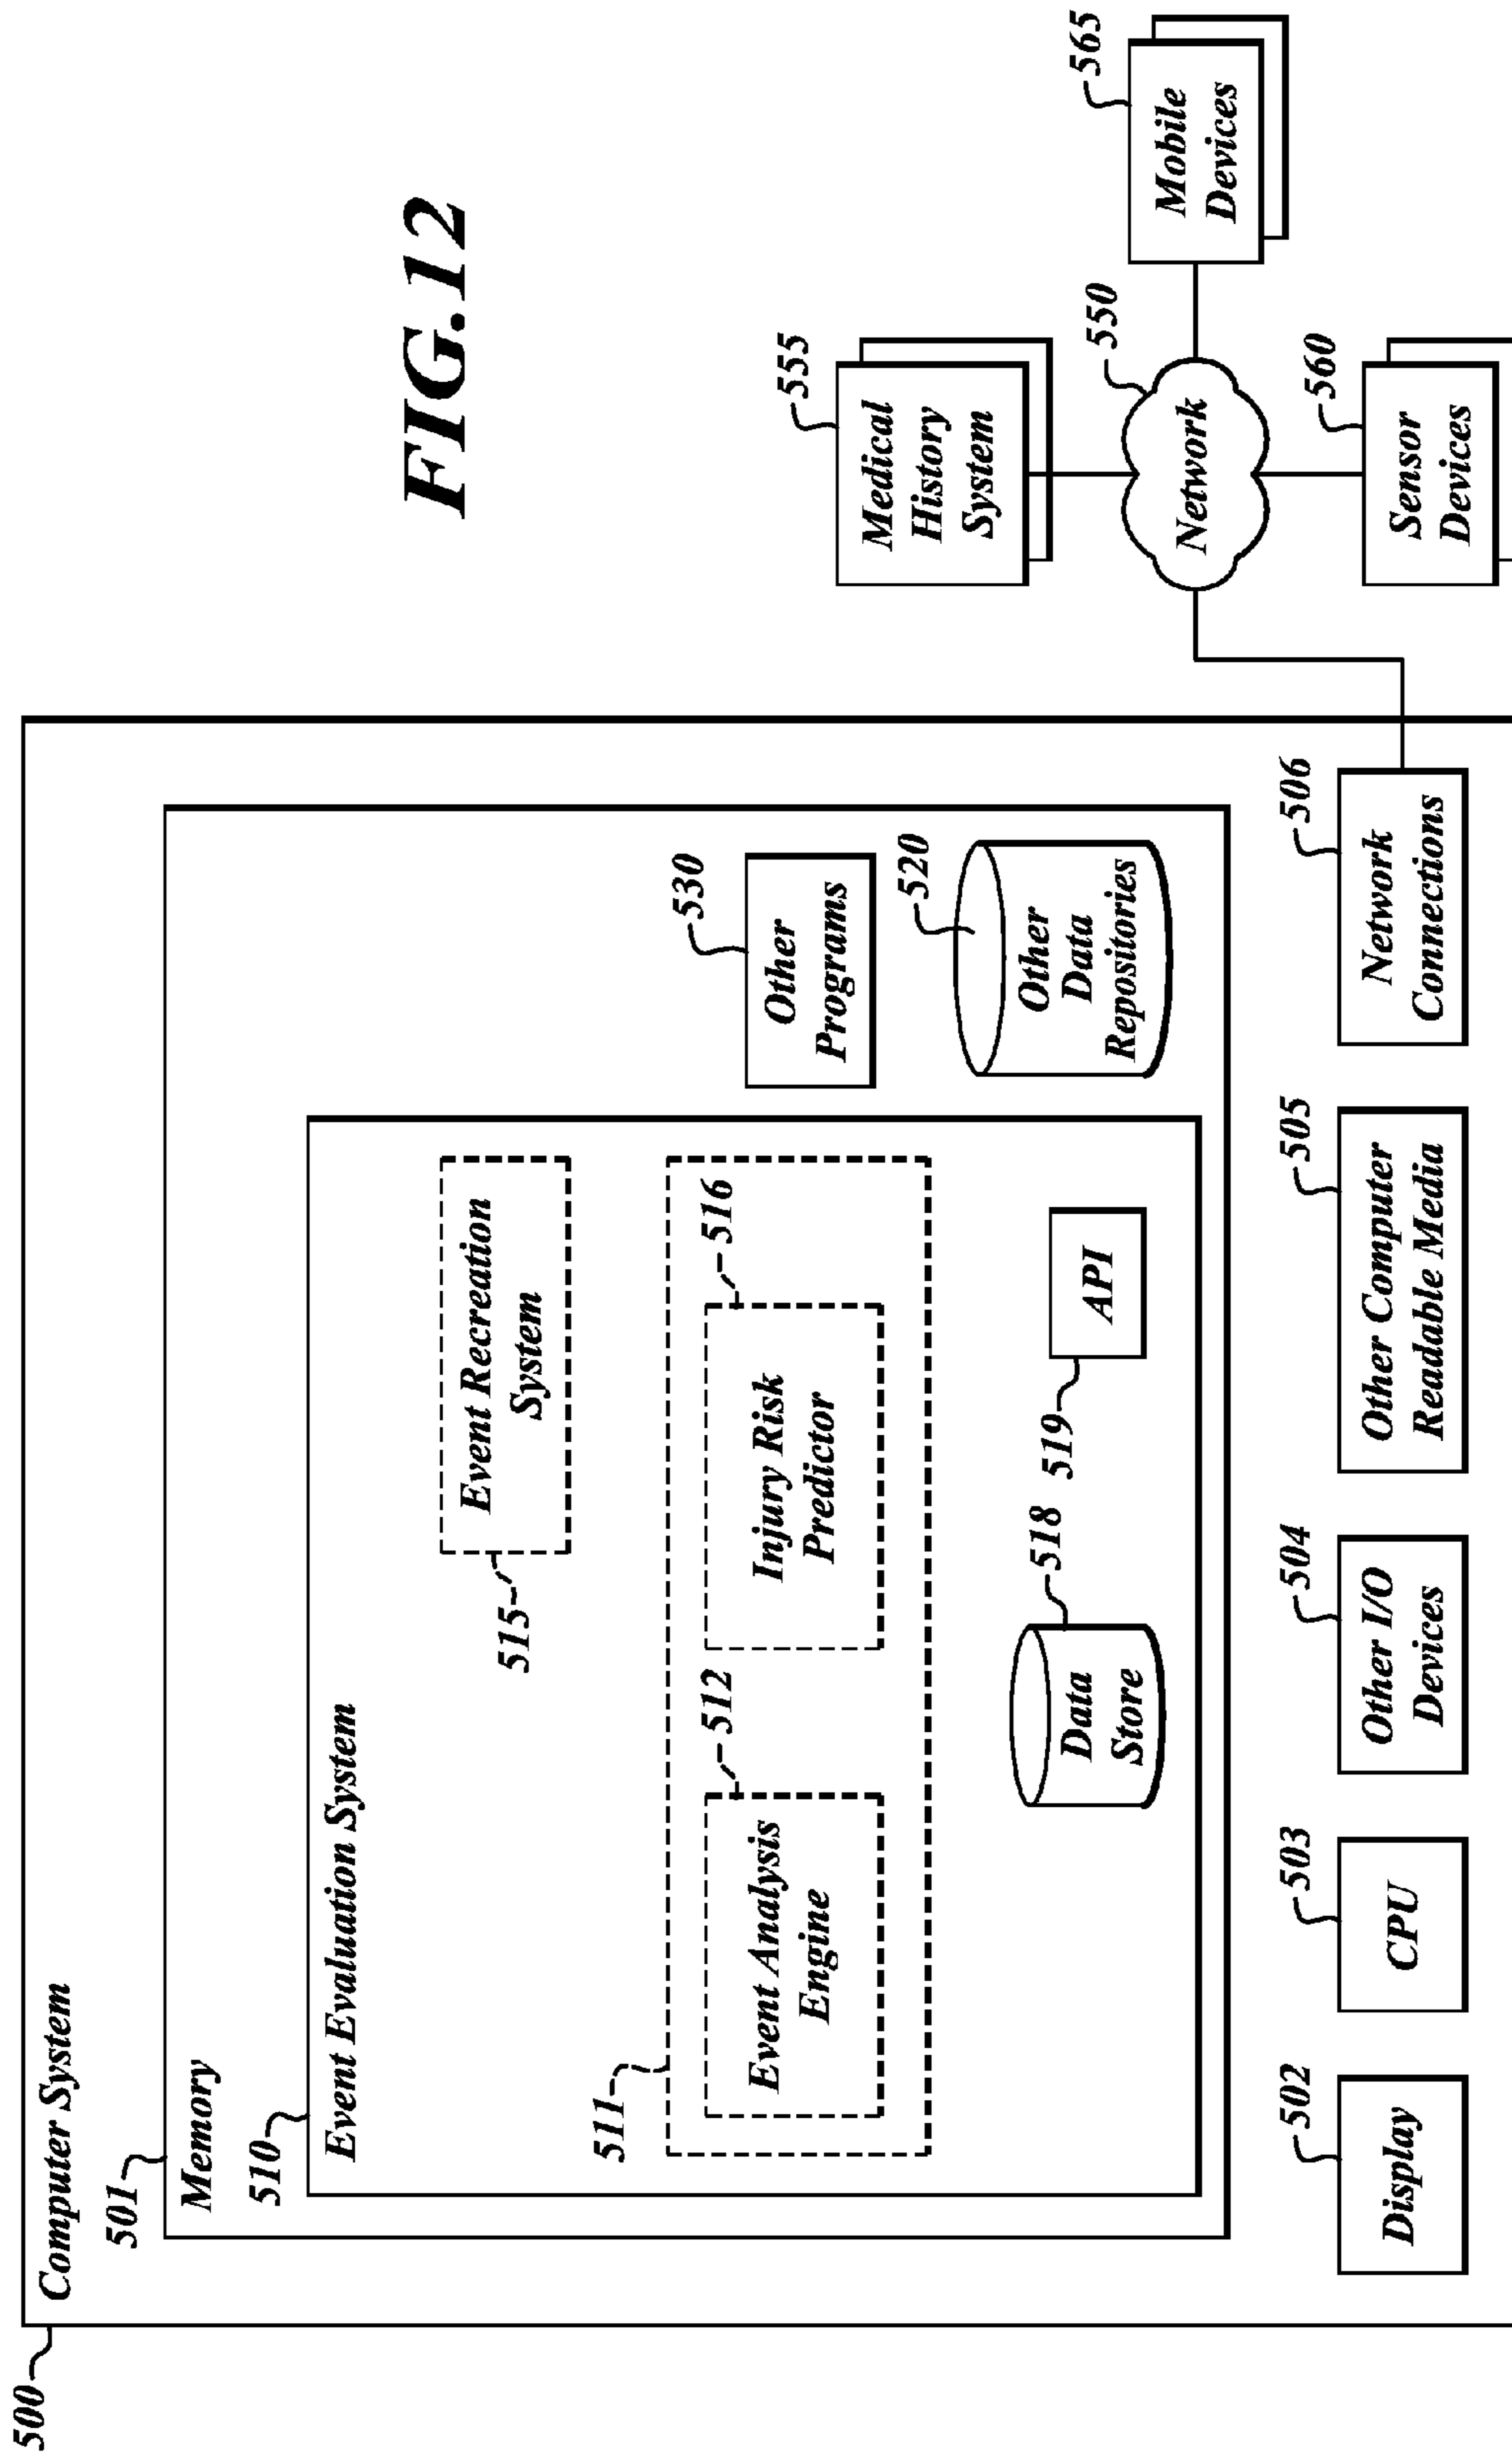 FIG.12
500
Computer System
501
Memory
510
Event Evaluation System
515
Event Recreation
System
511
512
Event Analysis
Engine
516
Injury Risk
Predictor
518
Data
Store
519
API
530
Other
Programs
520
Other
Data
Repositories
502
Display
503
CPU
504
Other I/O
Devices
505
Other Computer
Readable Media
506
Network
Connections
555
Medical
History
System
550
Network
565
Mobile
Devices
560
Sensor
Devices